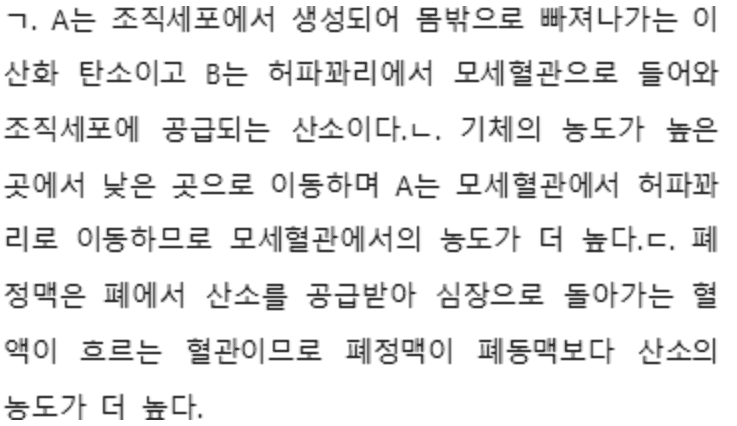 ㄱ. A는 조직세포에서 생성되어 몸밖으로 빠져나가는 이
산화 탄소이고 B는 허파꽈리에서 모세혈관으로 들어와
조직세포에 공급되는 산소이다.ㄴ. 기체의 농도가 높은
곳에서 낮은 곳으로 이동하며 A는 모세혈관에서 허파꽈
리로 이동하므로 모세혈관에서의 농도가 더 높다.ㄷ. 폐
정맥은 폐에서 산소를 공급받아 심장으로 돌아가는 혈
액이 흐르는 혈관이므로 폐정맥이 폐동맥보다 산소의
농도가 더 높다.